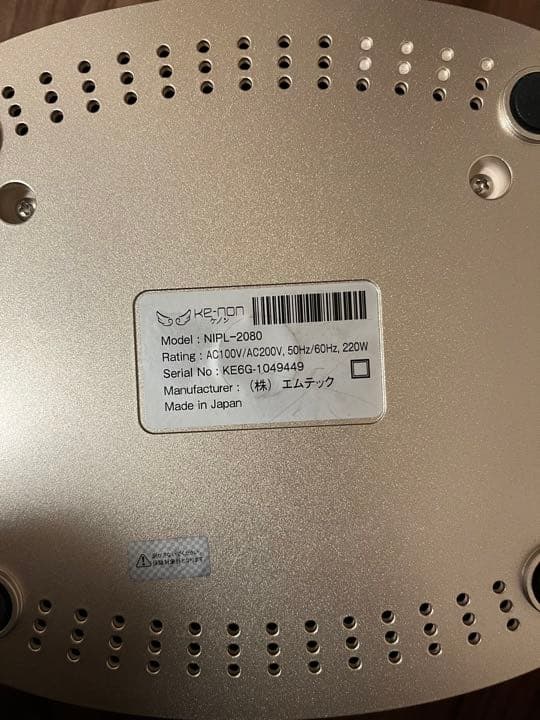 Ke-non
ケノン
Model : NIPL-2080
Rating : AC100V/AC200V, 50Hz/60Hz, 220W
Serial No : KE6G-1049449
Manufacturer : (株) エムテック
Made in Japan